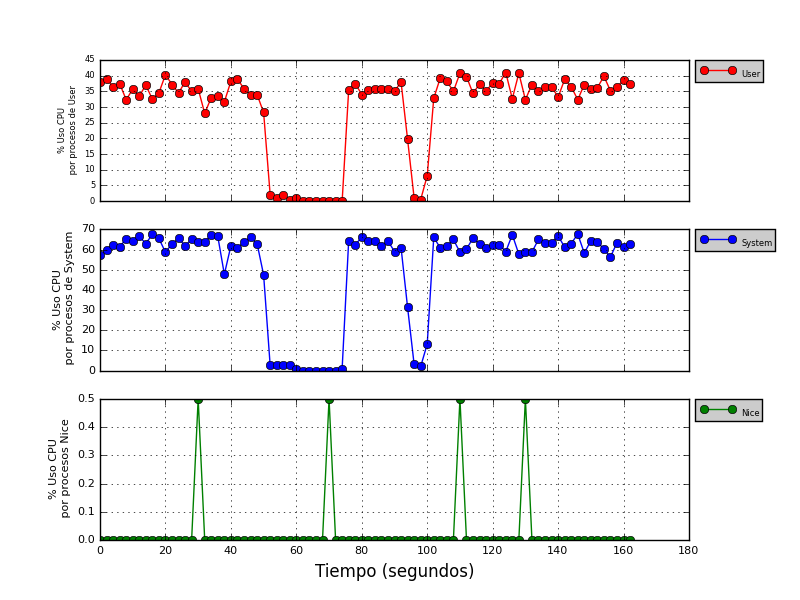 45
40
35
30
25
20
15
10
5
0
% Uso CPU
por procesos de User
User
70
60
50
40
30
20
10
0
% Uso CPU
por procesos de System
System
0.5
0.4
0.3
0.2
0.1
0.0
% Uso CPU
por procesos Nice
Nice
0 20 40 60 80 100 120 140 160 180
Tiempo (segundos)